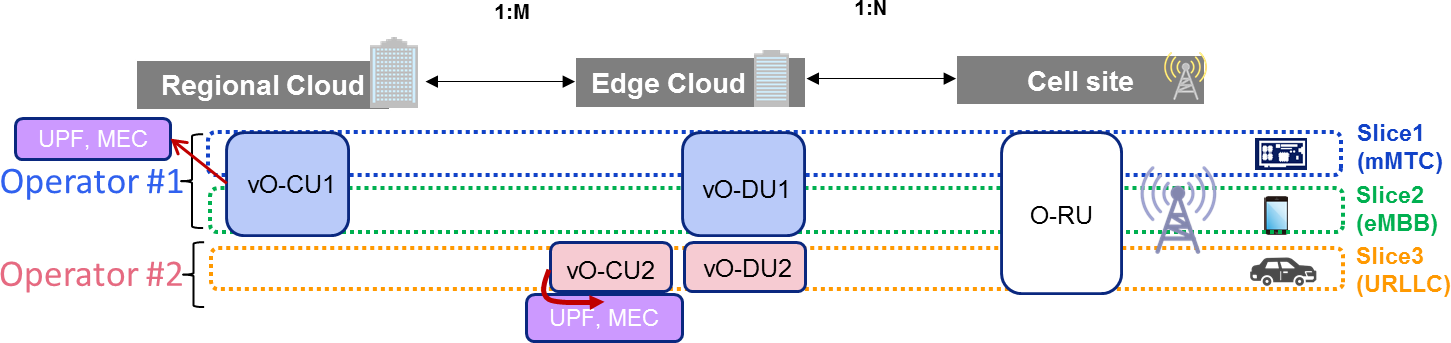 1:M
1:N
Regional Cloud
Edge Cloud
Cell site
UPF, MEC
Operator #1
vO-CU1
vO-DU1
O-RU
Slice1
(mMTC)
Slice2
(eMBB)
Operator #2
vO-CU2
vO-DU2
Slice3
(URLLC)
UPF, MEC